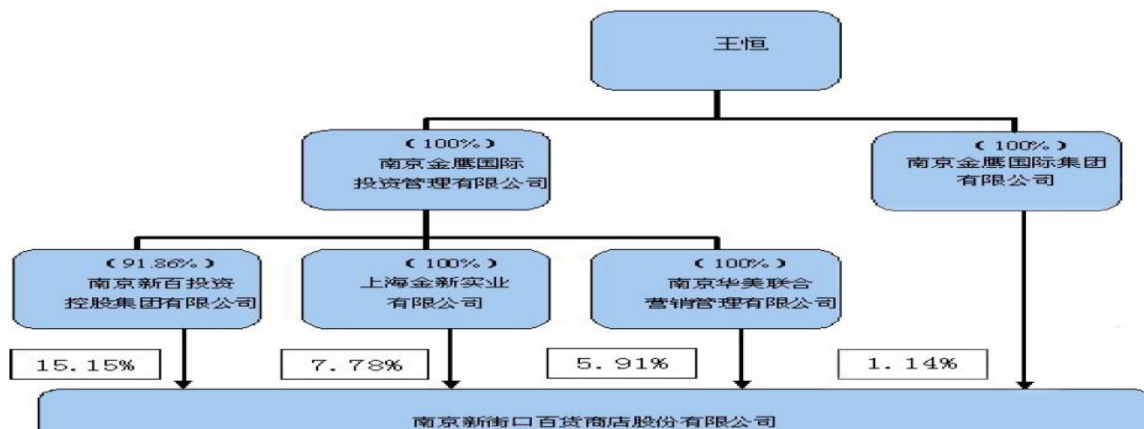 王恒
（100%）
南京金鹰国际
投资管理有限公司
（100%）
南京金鹰国际集团
有限公司
（91.86%）
南京新百投资
控股集团有限公司
（100%）
上海金新实业
有限公司
（100%）
南京华美联合
营销管理有限公司
15.15%
7.78%
5.91%
1.14%
南京新街口百货商店股份有限公司